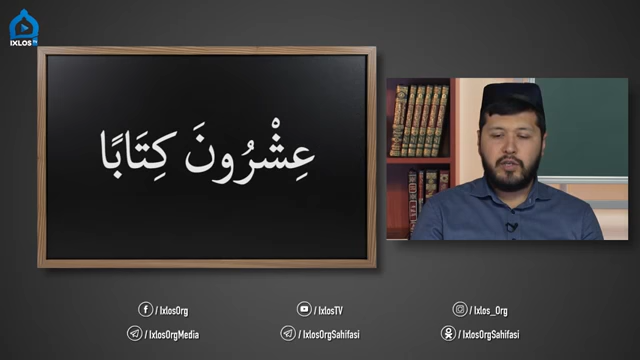 IXLOS
عِشْرُونَ كِتَابًا
/ IxlosOrg
/ IxlosTV
/ Ixlos_Org
/ IxlosOrgMedia
/ IxlosOrgSahifasi
/ IxlosOrgSahifasi